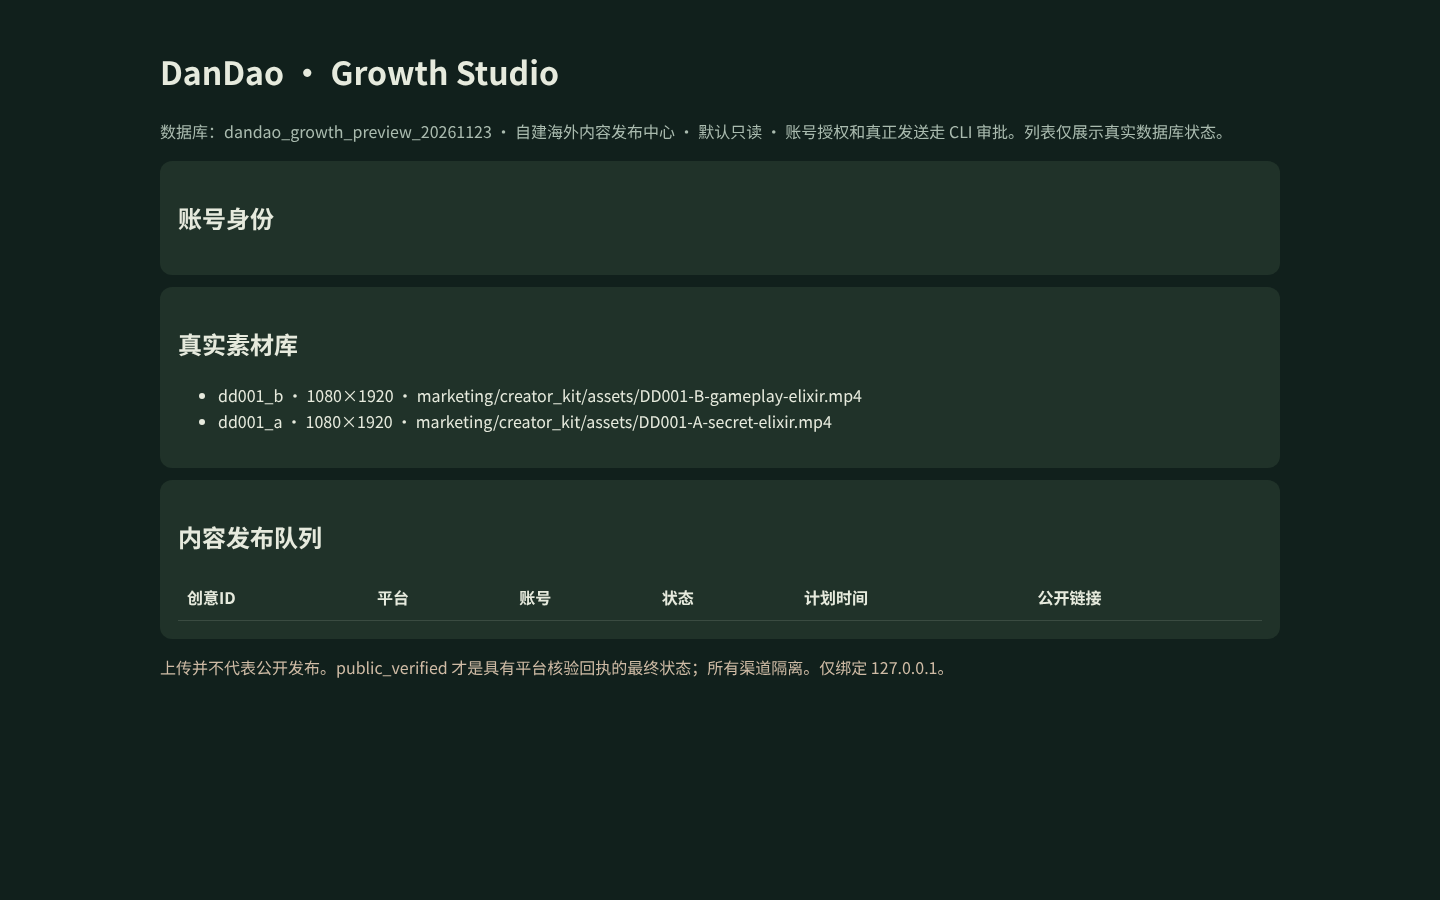 DanDao · Growth Studio
数据库：dandao_growth_preview_20261123 · 自建海外内容发布中心 · 默认只读 · 账号授权和真正发送走 CLI 审批。列表仅展示真实数据库状态。
账号身份
真实素材库
dd001_b · 1080×1920 · marketing/creator_kit/assets/DD001-B-gameplay-elixir.mp4
dd001_a · 1080×1920 · marketing/creator_kit/assets/DD001-A-secret-elixir.mp4
内容发布队列
创意ID 平台 账号 状态 计划时间 公开链接
上传并不代表公开发布。public_verified 才是具有平台核验回执的最终状态；所有渠道隔离。仅绑定 127.0.0.1。